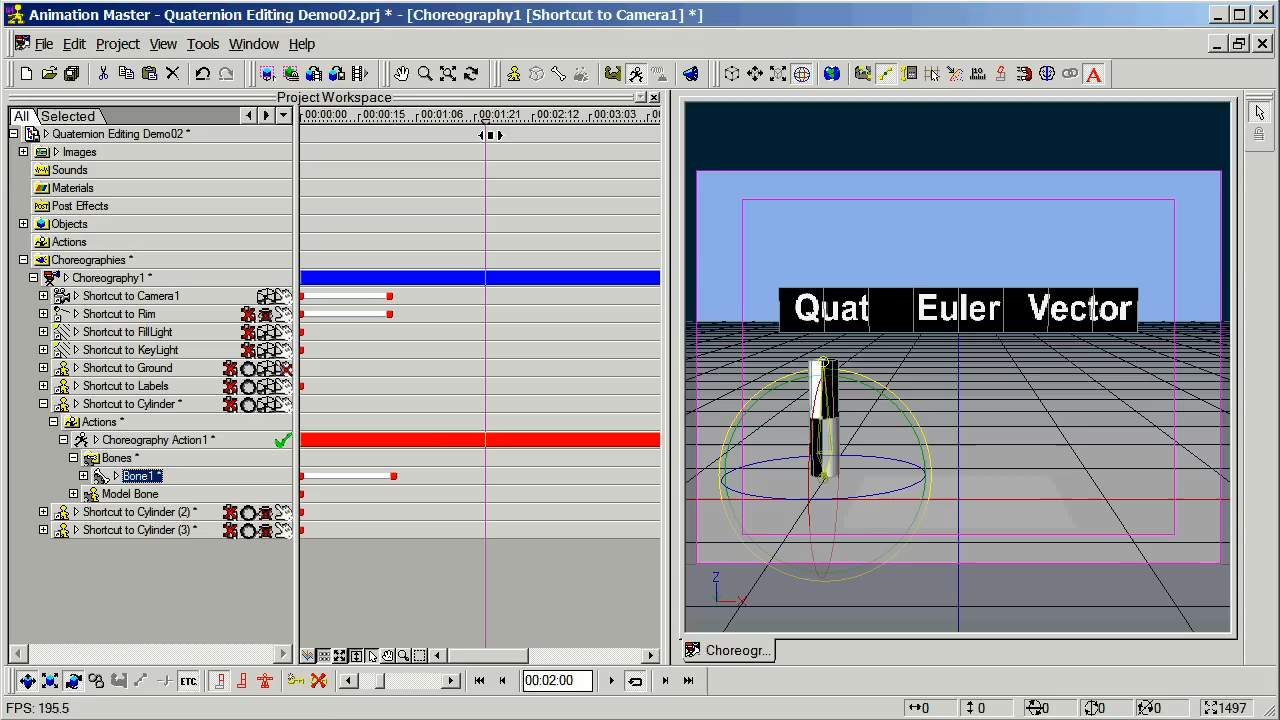 Animation Master - Quaternion Editing Demo02.prj * - [Choreography1 [Shortcut to Camera1] *]
File Edit Project View Tools Window Help
Project Workspace
All Selected
00:00:00 00:00:15 00:01:06 00:01:21 00:02:12 00:03:03
Quaternion Editing Demo02 *
Images
Sounds
Materials
Post Effects
Objects
Actions
Choreographies *
Choreography1 *
Shortcut to Camera1
Shortcut to Rim
Shortcut to FillLight
Shortcut to KeyLight
Shortcut to Ground
Shortcut to Labels
Shortcut to Cylinder *
Actions *
Choreography Action1 *
Bones *
Bone1 *
Model Bone
Shortcut to Cylinder (2) *
Shortcut to Cylinder (3) *
Quat Euler Vector
Z
X
Choreogr...
ETC
00:02:00
FPS: 195.5
0 0 0 0 0 1497